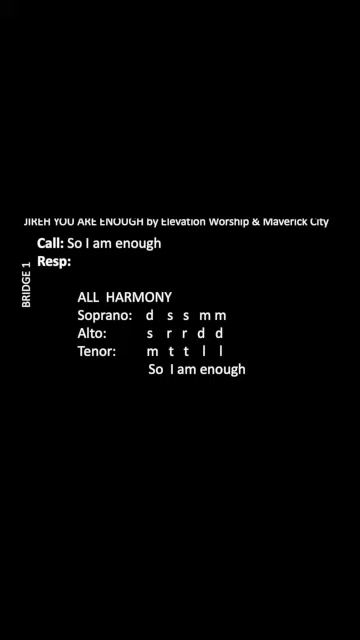 JIREH YOU ARE ENOUGH by Elevation Worship & Maverick City
Call: So I am enough
Resp:
BRIDGE 1
ALL HARMONY
Soprano: d s s m m
Alto: s r r d d
Tenor: m t t l l
So I am enough